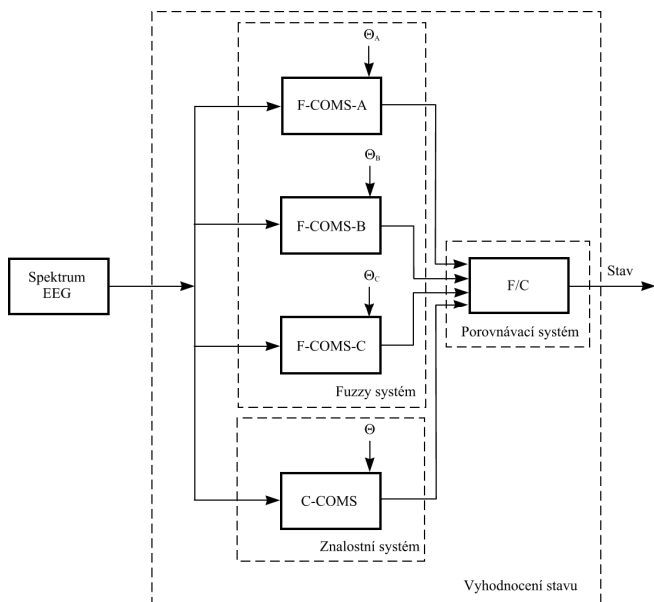 Θ_A
F-COMS-A
Θ_B
F-COMS-B
Θ_C
F-COMS-C
Fuzzy systém
Spektrum
EEG
F/C
Stav
Porovnávací systém
Θ
C-COMS
Znalostní systém
Vyhodnocení stavu